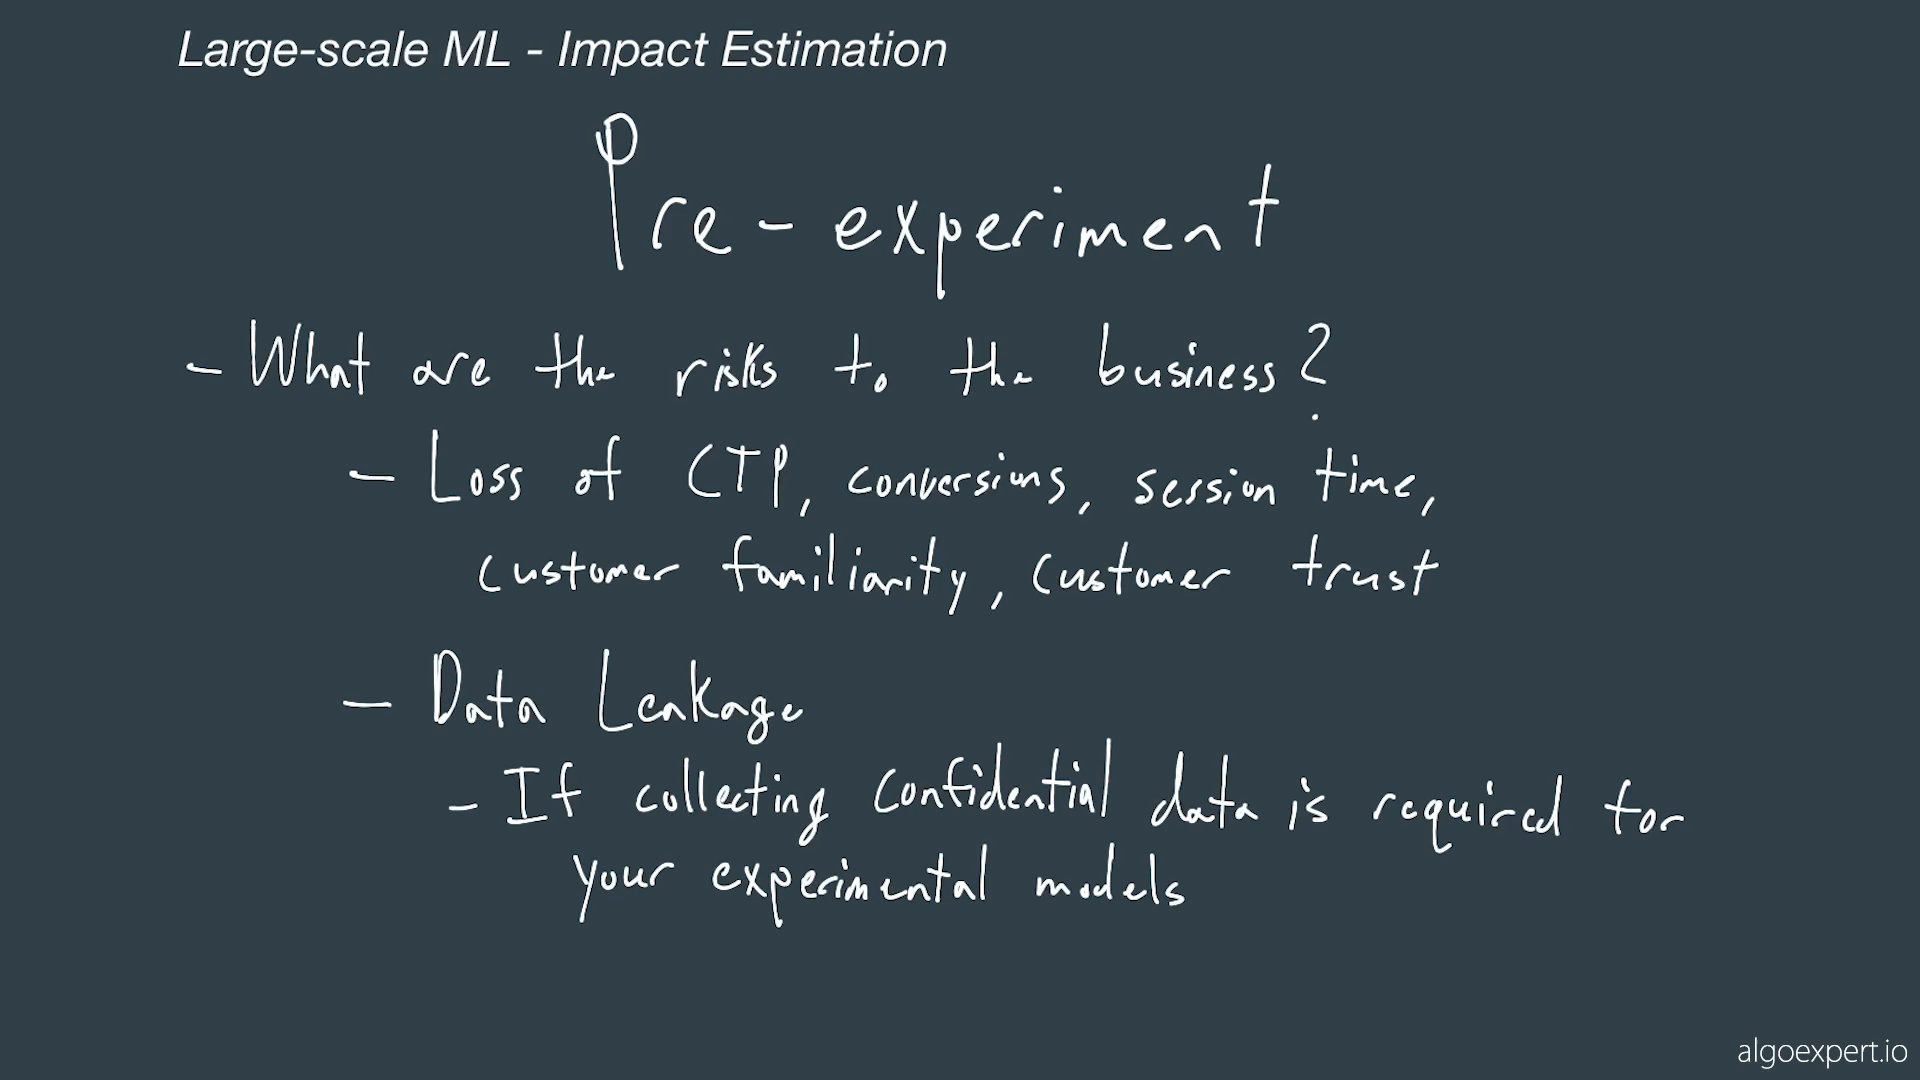 Large-scale ML - Impact Estimation
Pre-experiment
- What are the risks to the business?
- Loss of CTP, conversions, session time,
customer familiarity, customer trust
- Data Leakage
- If collecting confidential data is required for
your experimental models
algoexpert.io